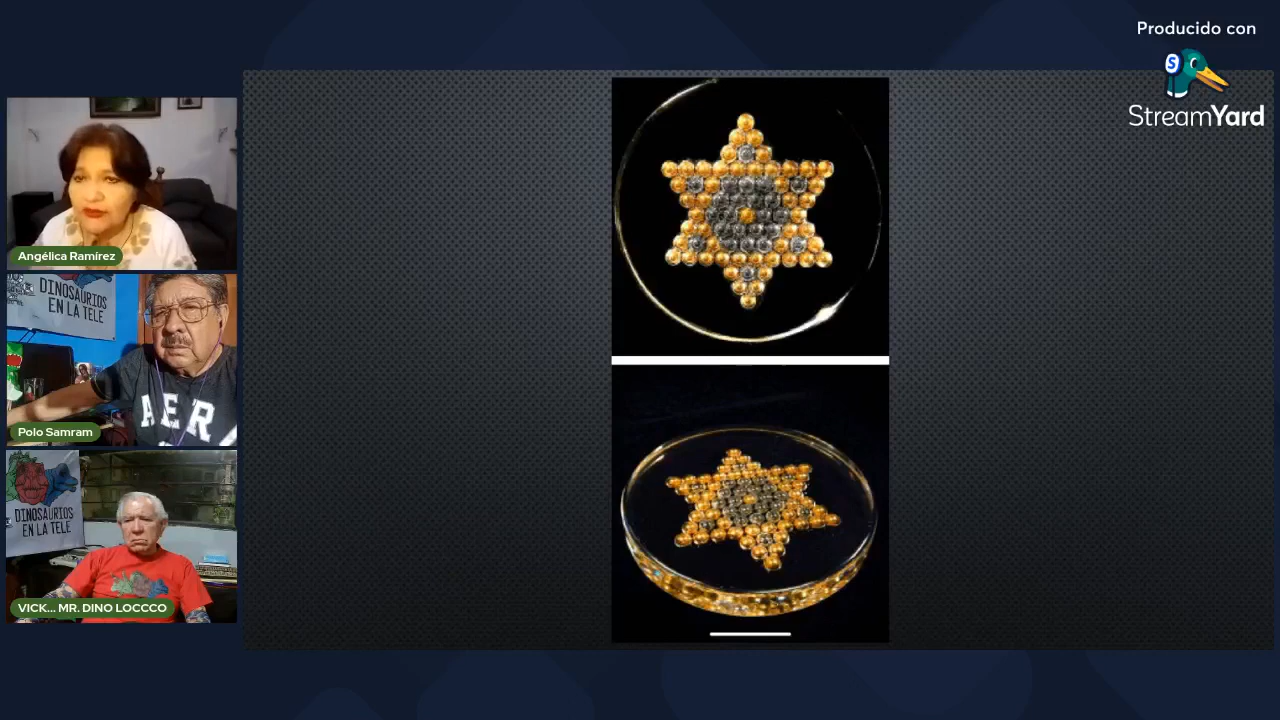 Producido con
S
StreamYard
Angélica Ramírez
DINOSAURIOS
EN LA TELE
Polo Samram
AER
DINOSAURIOS
EN LA TELE
VICK... MR. DINO LOCCCO